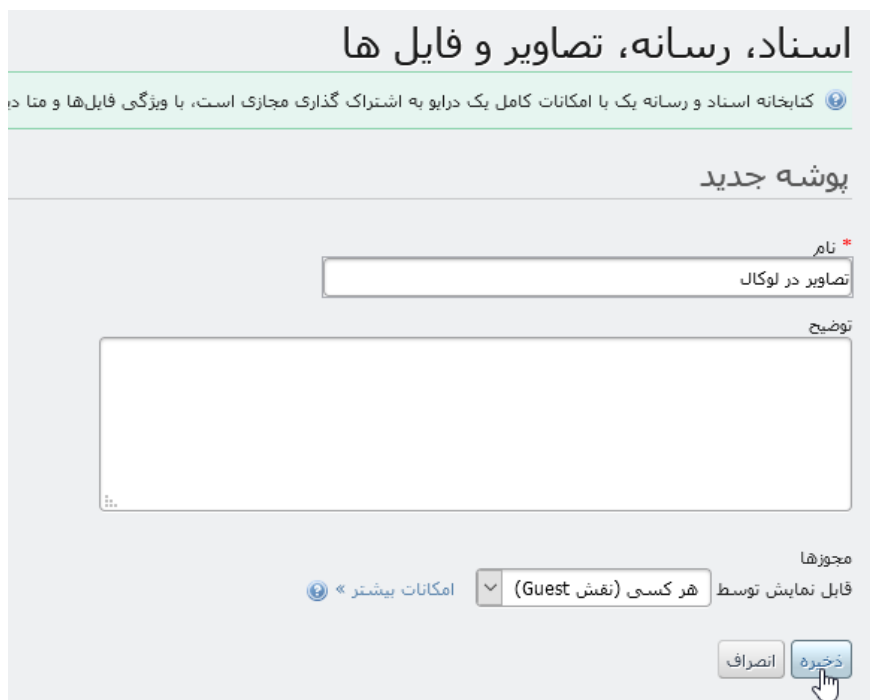 اسناد، رسانه، تصاویر و فایل ها
کتابخانه اسناد و رسانه یک با امکانات کامل یک درایو به اشتراک گذاری مجازی است، با ویژگی فایل‌ها و متا
پوشه جدید
* نام
تصاویر در لوکال
توضیح
مجوزها
قابل نمایش توسط هر کسی (نقش Guest) امکانات بیشتر »
ذخیره انصراف